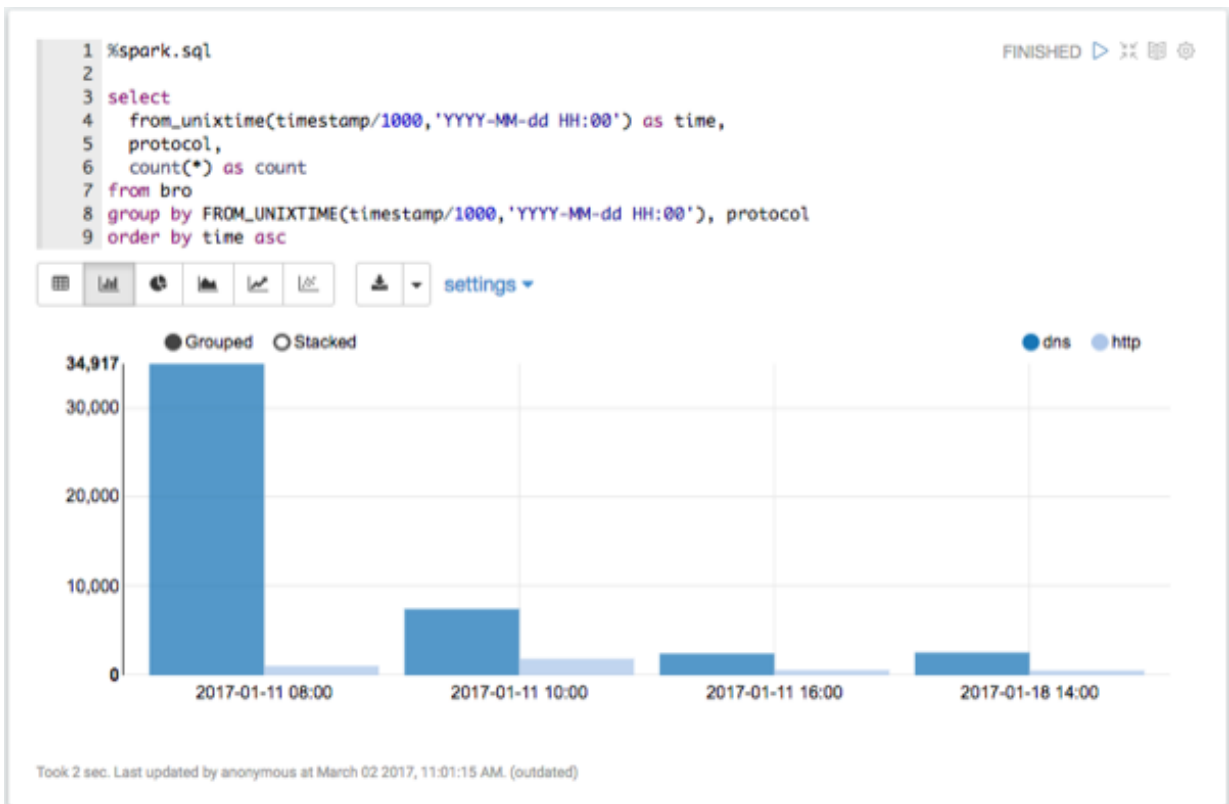 1 %spark.sql FINISHED
2
3 select
4 from_unixtime(timestamp/1000,'YYYY-MM-dd HH:00') as time,
5 protocol,
6 count(*) as count
7 from bro
8 group by FROM_UNIXTIME(timestamp/1000,'YYYY-MM-dd HH:00'), protocol
9 order by time asc
settings
Grouped Stacked dns http
34,917
30,000
20,000
10,000
0
2017-01-11 08:00 2017-01-11 10:00 2017-01-11 16:00 2017-01-18 14:00
Took 2 sec. Last updated by anonymous at March 02 2017, 11:01:15 AM. (outdated)